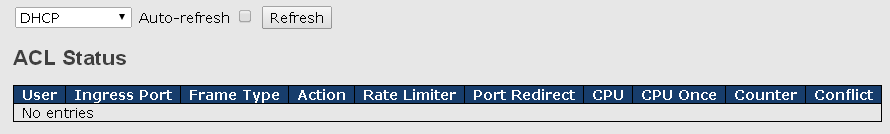 DHCP Auto-refresh Refresh
ACL Status
User Ingress Port Frame Type Action Rate Limiter Port Redirect CPU CPU Once Counter Conflict
No entries